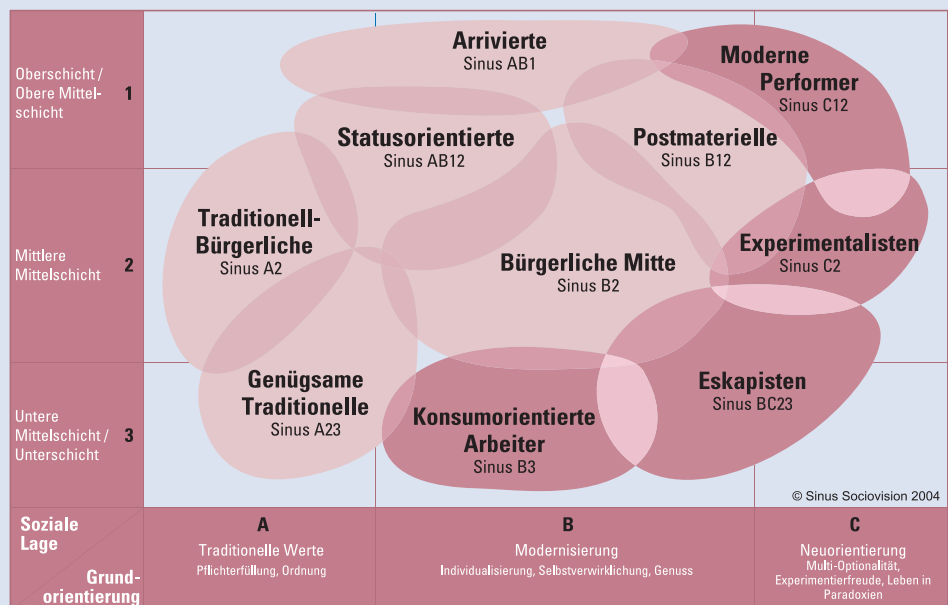 Arrivierte
Sinus AB1
Moderne
Performer
Sinus C12
Oberschicht /
Obere Mittel-
schicht
1
Statusorientierte
Sinus AB12
Postmaterielle
Sinus B12
Traditionell-
Bürgerliche
Sinus A2
Mittlere
Mittelschicht
2
Bürgerliche Mitte
Sinus B2
Experimentalisten
Sinus C2
Genügsame
Traditionelle
Sinus A23
Untere
Mittelschicht /
Unterschicht
3
Konsumorientierte
Arbeiter
Sinus B3
Eskapisten
Sinus BC23
© Sinus Sociovision 2004
Soziale
Lage
Grund-
orientierung
A
Traditionelle Werte
Pflichterfüllung, Ordnung
B
Modernisierung
Individualisierung, Selbstverwirklichung, Genuss
C
Neuorientierung
Multi-Optionalität,
Experimentierfreude, Leben in
Paradoxien